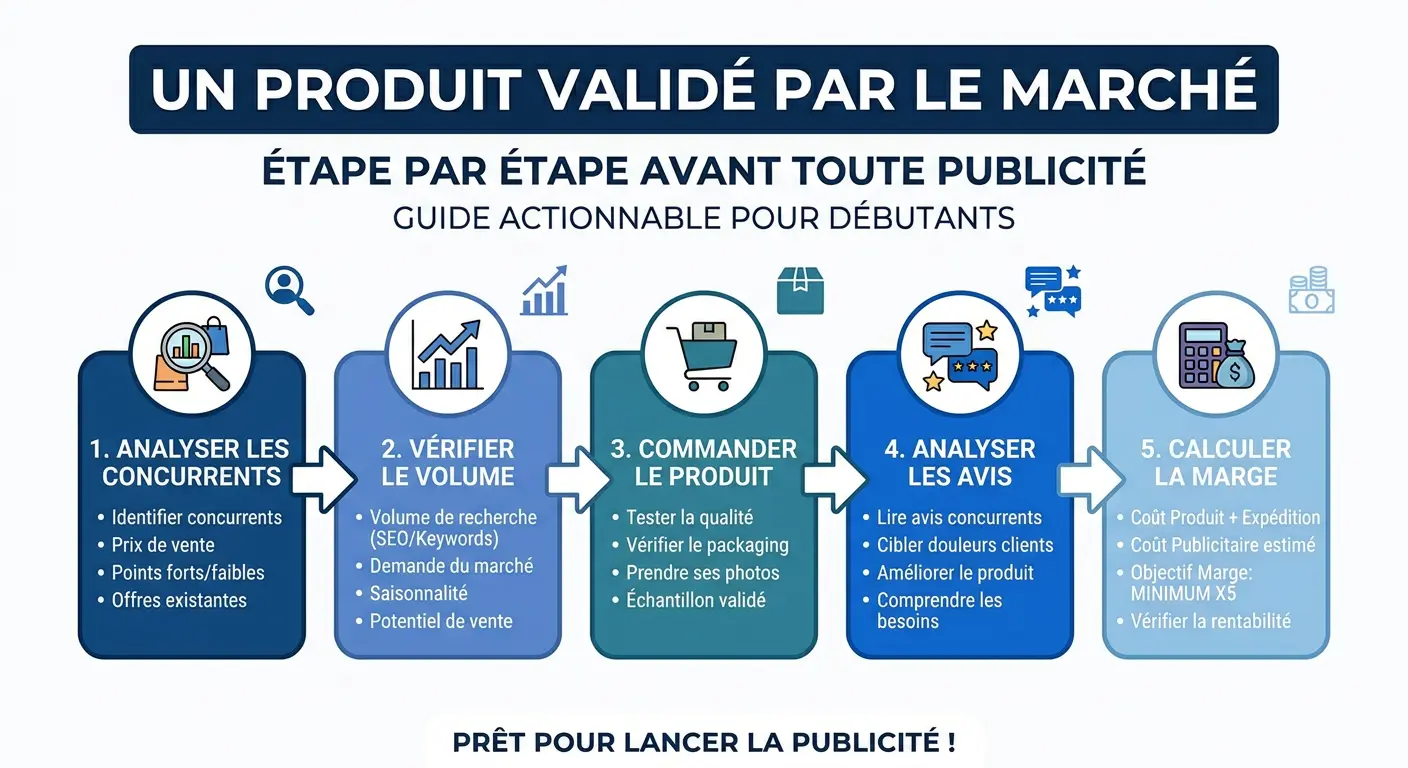 UN PRODUIT VALIDÉ PAR LE MARCHÉ
ÉTAPE PAR ÉTAPE AVANT TOUTE PUBLICITÉ
GUIDE ACTIONNABLE POUR DÉBUTANTS
1. ANALYSER LES
CONCURRENTS
• Identifier concurrents
• Prix de vente
• Points forts/faibles
• Offres existantes
2. VÉRIFIER
LE VOLUME
• Volume de recherche
(SEO/Keywords)
• Demande du marché
• Saisonnalité
• Potentiel de vente
3. COMMANDER
LE PRODUIT
• Tester la qualité
• Vérifier le packaging
• Prendre ses photos
• Échantillon validé
4. ANALYSER
LES AVIS
• Lire avis concurrents
• Cibler douleurs clients
• Améliorer le produit
• Comprendre les
besoins
$
5. CALCULER
LA MARGE
• Coût Produit + Expédition
• Coût Publicitaire estimé
• Objectif Marge:
MINIMUM X5
• Vérifier la rentabilité
PRÊT POUR LANCER LA PUBLICITÉ !